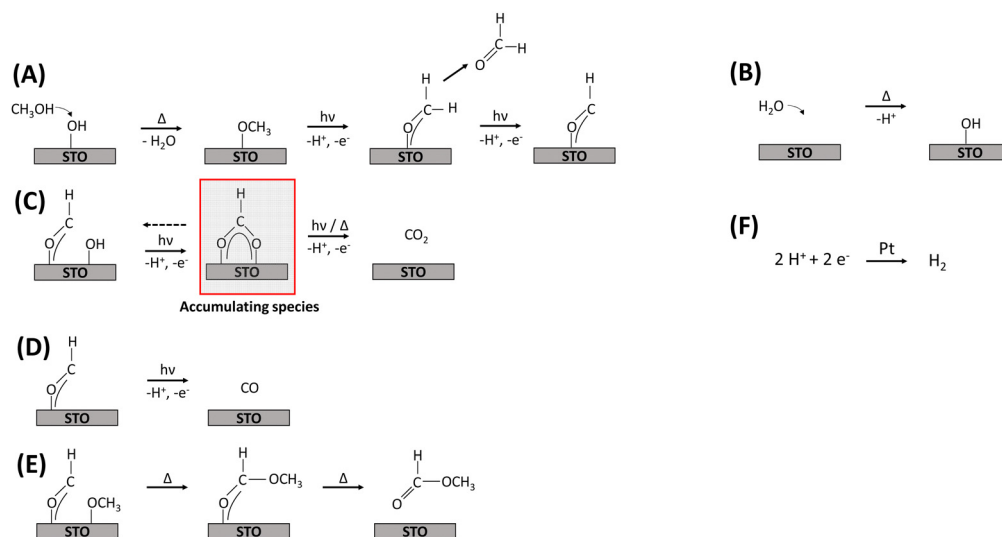 (A)
CH₃OH
OH
STO
Δ
- H₂O
OCH₃
STO
hν
-H⁺, -e⁻
H
C
H
O
STO
H
C
H
O
hν
-H⁺, -e⁻
H
C
O
STO
(B)
H₂O
STO
Δ
-H⁺
OH
STO
(C)
H
C
O
OH
STO
hν
-H⁺, -e⁻
H
C
O
O
STO
Accumulating species
hν / Δ
-H⁺, -e⁻
CO₂
STO
(F)
2 H⁺ + 2 e⁻
Pt
H₂
(D)
H
C
O
STO
hν
-H⁺, -e⁻
CO
STO
(E)
H
C
O
OCH₃
STO
Δ
H
C
OCH₃
O
STO
Δ
H
C
OCH₃
O
STO